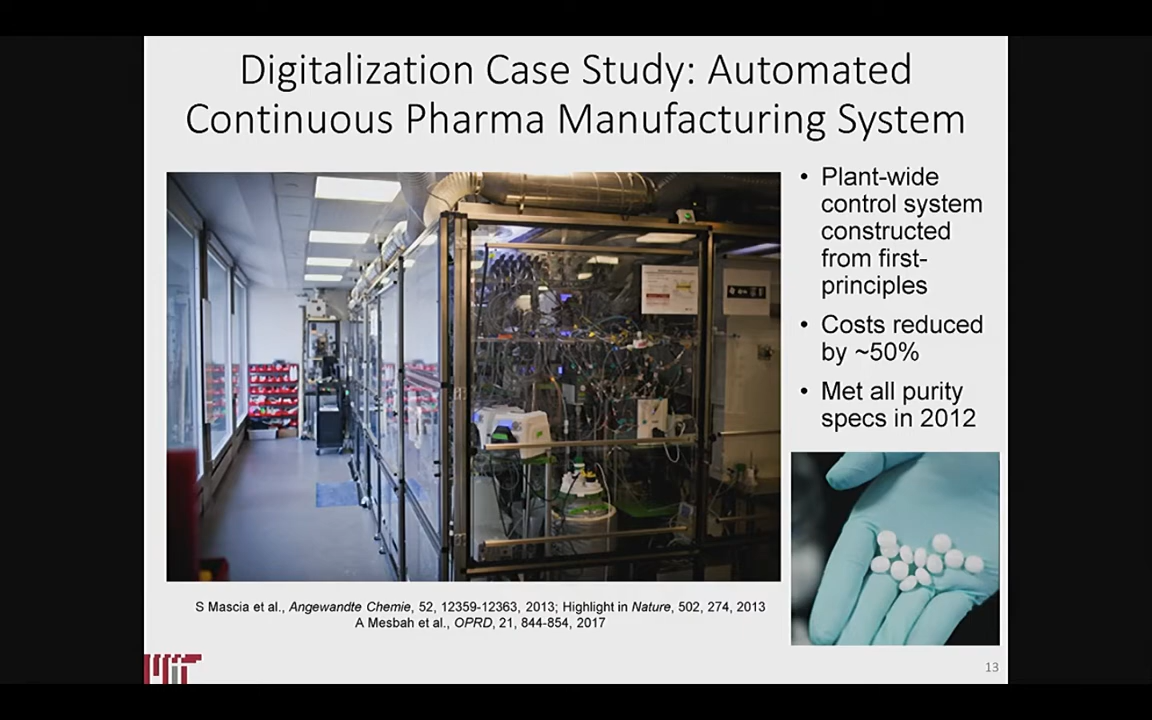 Digitalization Case Study: Automated
Continuous Pharma Manufacturing System
• Plant-wide
control system
constructed
from first-
principles
• Costs reduced
by ~50%
• Met all purity
specs in 2012
S Mascia et al., Angewandte Chemie, 52, 12359-12363, 2013; Highlight in Nature, 502, 274, 2013
A Mesbah et al., OPRD, 21, 844-854, 2017
MIT
13